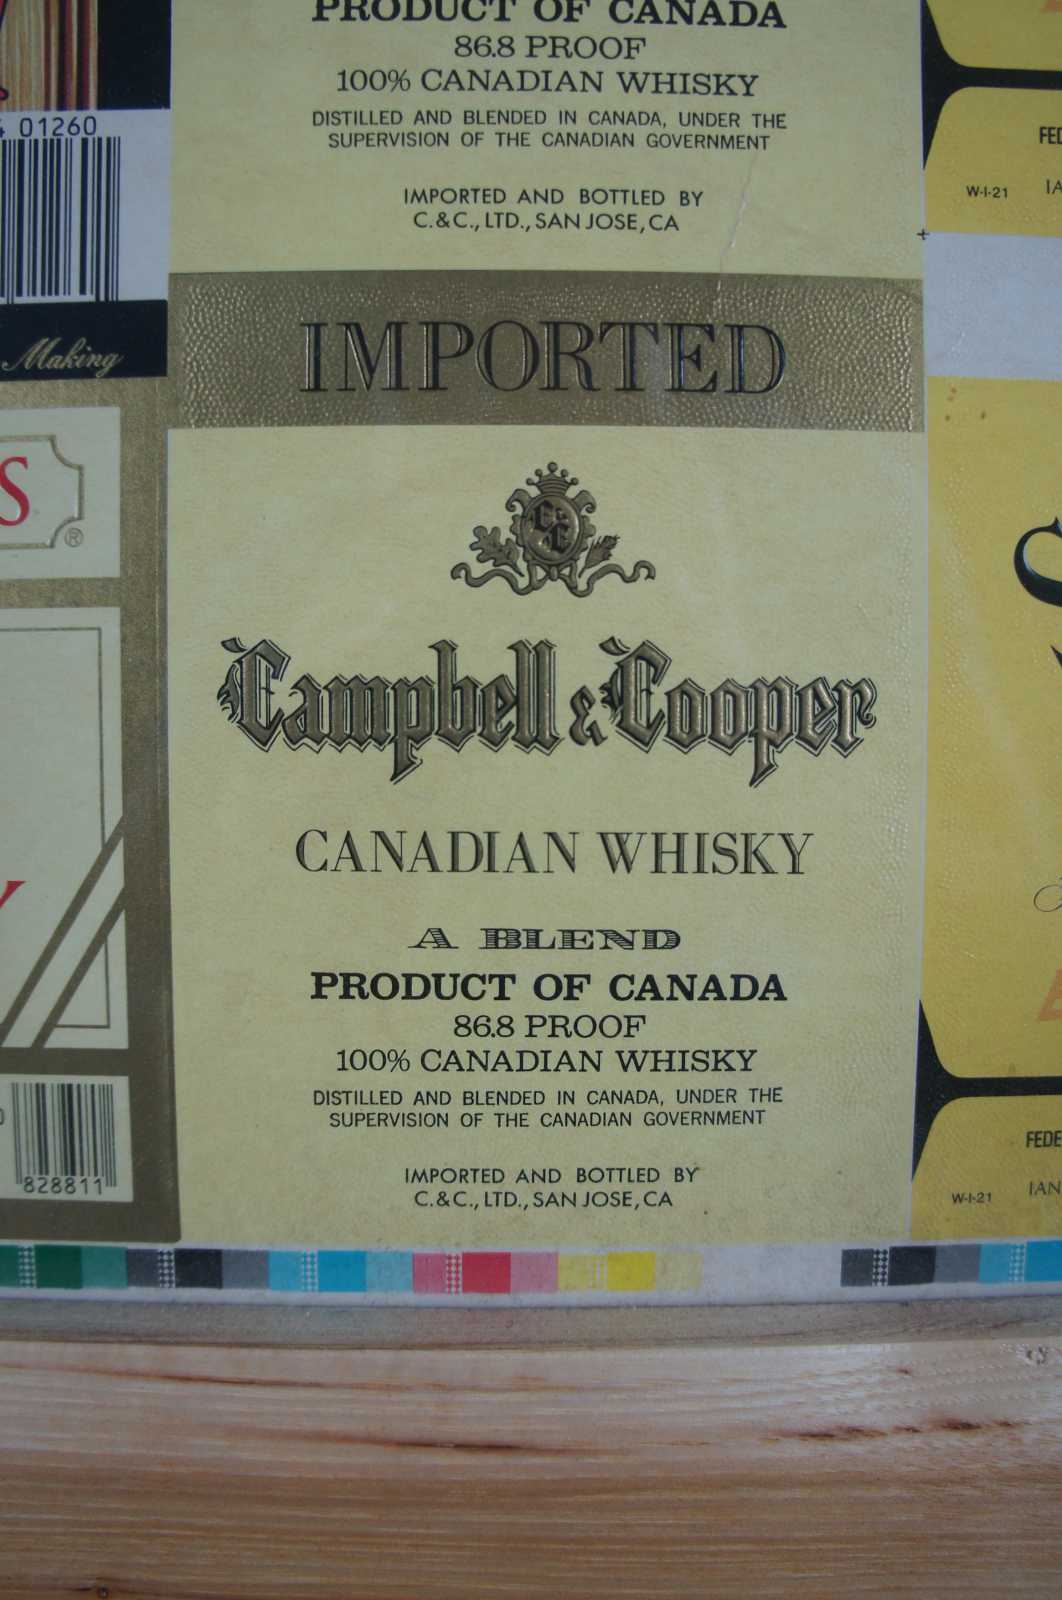 PRODUCT OF CANADA
86.8 PROOF
100% CANADIAN WHISKY
DISTILLED AND BLENDED IN CANADA, UNDER THE
SUPERVISION OF THE CANADIAN GOVERNMENT
IMPORTED AND BOTTLED BY
C.&C., LTD., SAN JOSE, CA
01260
Making
S
®
Y
828811
IMPORTED
C&C
Campbell & Cooper
CANADIAN WHISKY
A BLEND
PRODUCT OF CANADA
86.8 PROOF
100% CANADIAN WHISKY
DISTILLED AND BLENDED IN CANADA, UNDER THE
SUPERVISION OF THE CANADIAN GOVERNMENT
IMPORTED AND BOTTLED BY
C.&C., LTD., SAN JOSE, CA
W-I-21
W-I-21